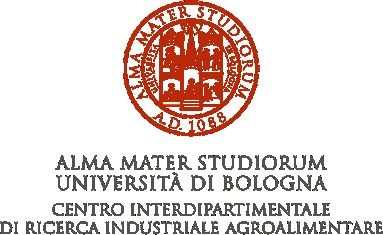 ALMA MATER STUDIORUM
A.D. 1088
ALMA MATER STUDIORUM
UNIVERSITÀ DI BOLOGNA
CENTRO INTERDIPARTIMENTALE
DI RICERCA INDUSTRIALE AGROALIMENTARE